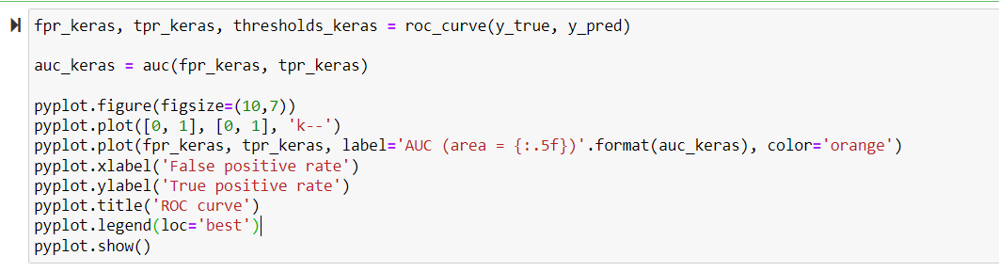 fpr_keras, tpr_keras, thresholds_keras = roc_curve(y_true, y_pred)
auc_keras = auc(fpr_keras, tpr_keras)
pyplot.figure(figsize=(10,7))
pyplot.plot([0, 1], [0, 1], 'k--')
pyplot.plot(fpr_keras, tpr_keras, label='AUC (area = {:.5f})'.format(auc_keras), color='orange')
pyplot.xlabel('False positive rate')
pyplot.ylabel('True positive rate')
pyplot.title('ROC curve')
pyplot.legend(loc='best')
pyplot.show()